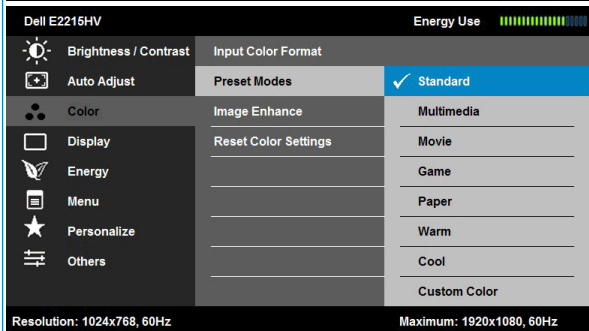 Dell E2215HV Energy Use
Brightness / Contrast Input Color Format
Auto Adjust Preset Modes Standard
Color Image Enhance Multimedia
Display Reset Color Settings Movie
Energy Game
Menu Paper
Personalize Warm
Others Cool
Custom Color
Resolution: 1024x768, 60Hz Maximum: 1920x1080, 60Hz